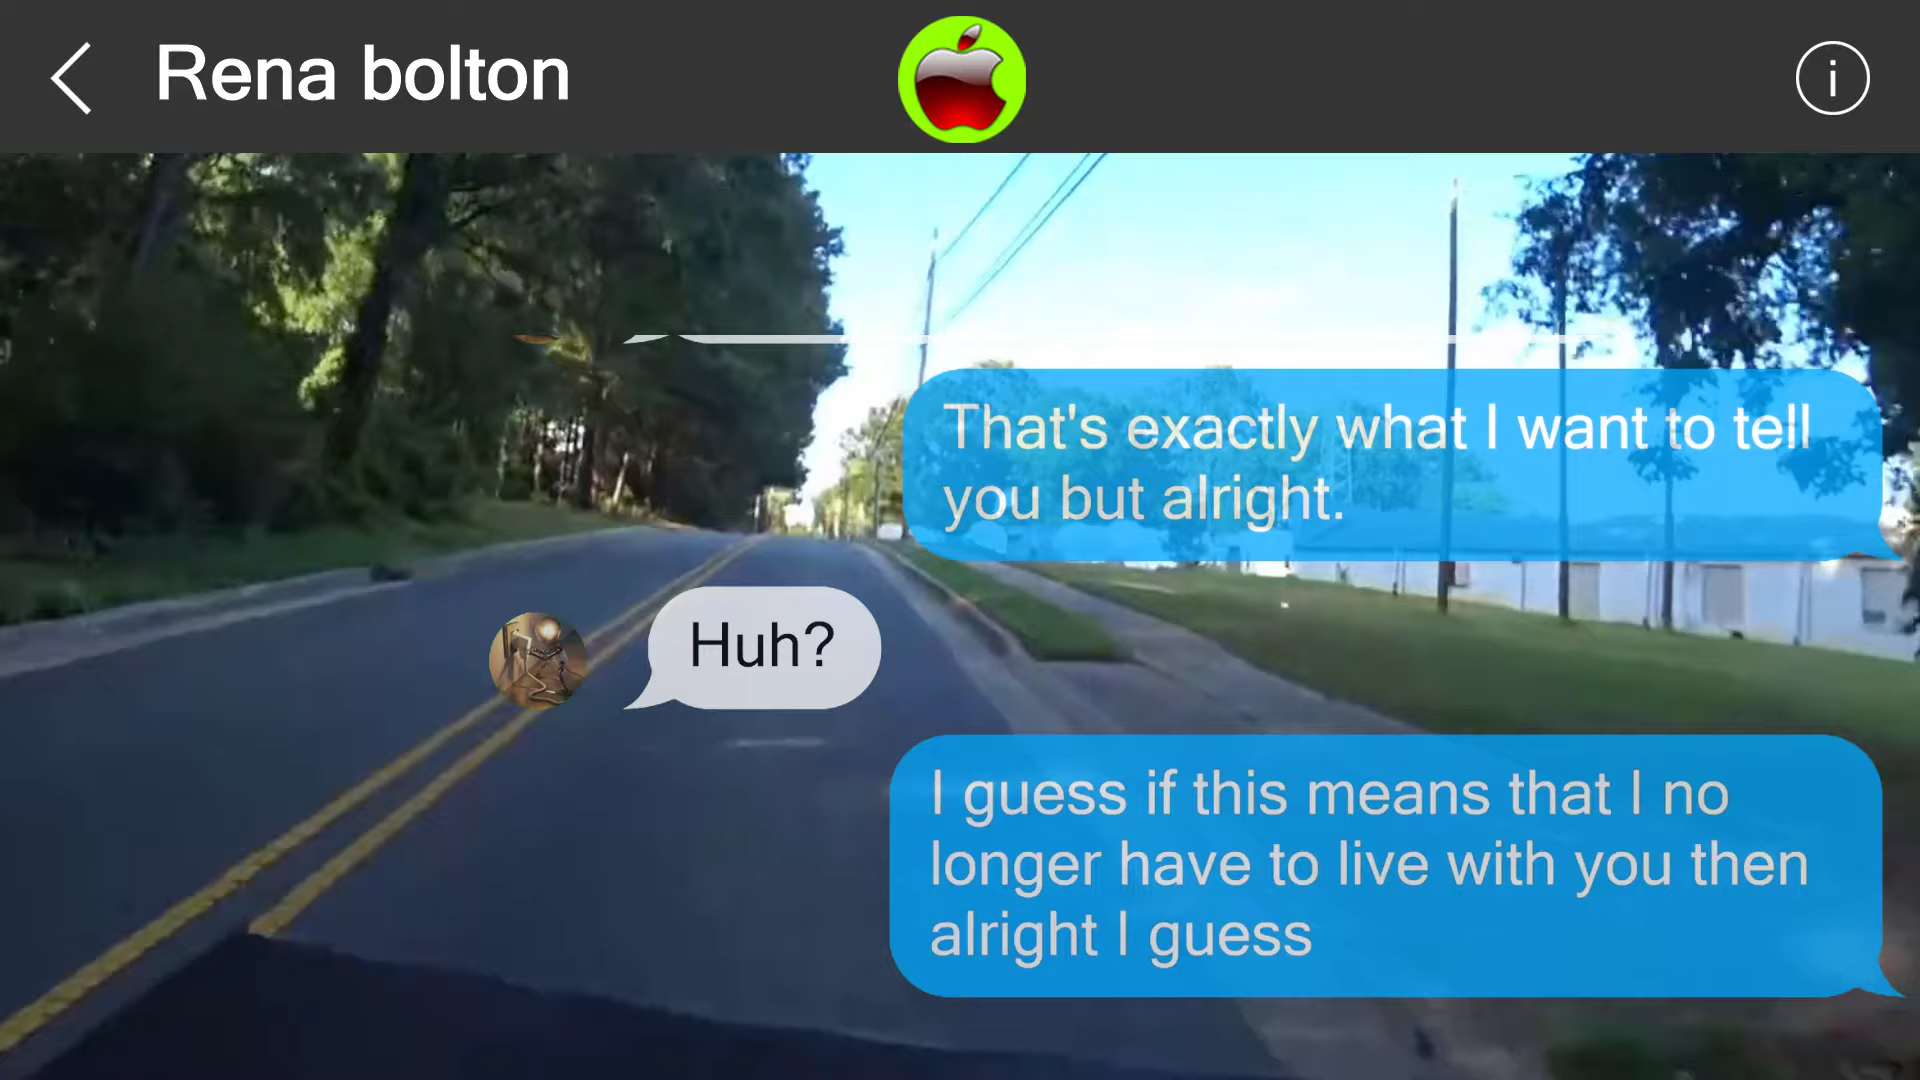 Rena bolton
That's exactly what I want to tell
you but alright.
Huh?
I guess if this means that I no
longer have to live with you then
alright I guess